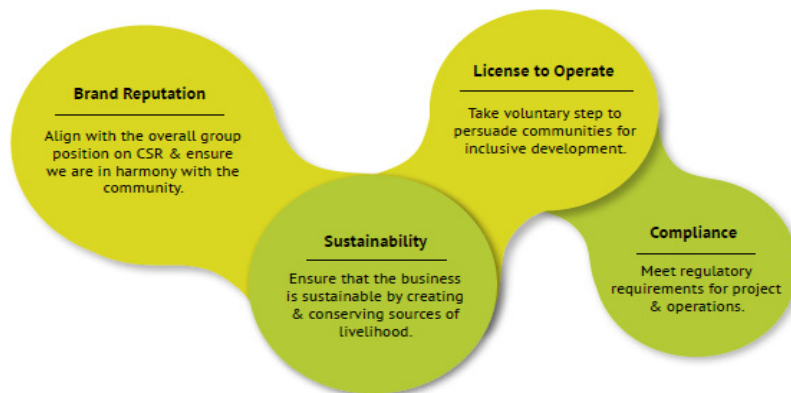 Brand Reputation
Align with the overall group
position on CSR & ensure
we are in harmony with the
community.
Sustainability
Ensure that the business
is sustainable by creating
& conserving sources of
livelihood.
License to Operate
Take voluntary step to
persuade communities for
inclusive development.
Compliance
Meet regulatory
requirements for project
& operations.